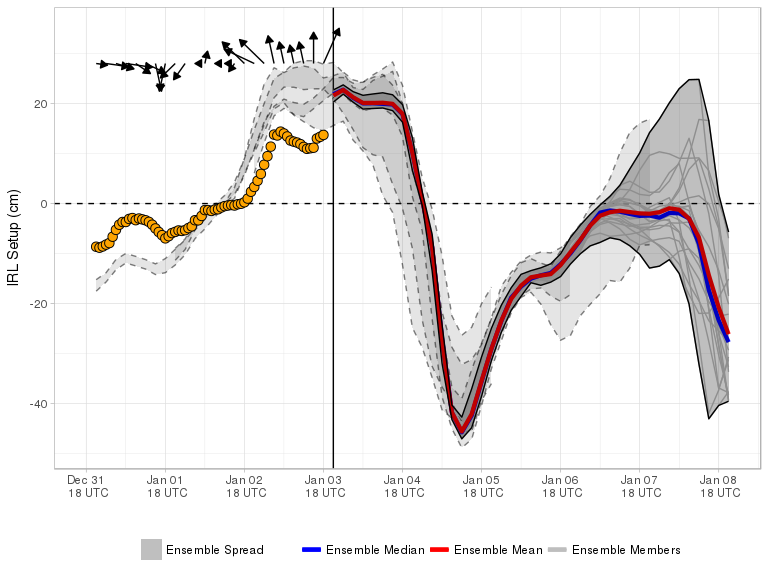 IRL Setup (cm)
20
0
-20
-40
Dec 31 Jan 01 Jan 02 Jan 03 Jan 04 Jan 05 Jan 06 Jan 07 Jan 08
18 UTC 18 UTC 18 UTC 18 UTC 18 UTC 18 UTC 18 UTC 18 UTC 18 UTC
Ensemble Spread Ensemble Median Ensemble Mean Ensemble Members